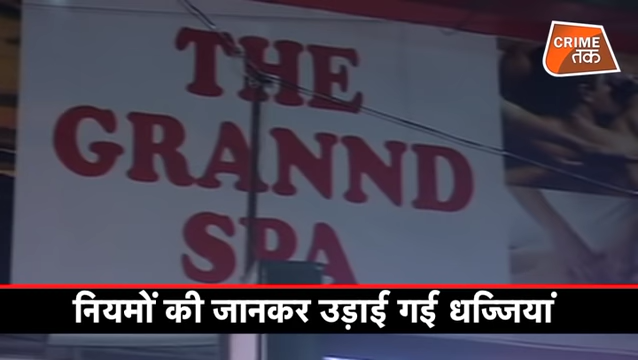 CRIME
तक
THE
GRANND
SPA
नियमों की जानकर उड़ाई गई धज्जियां